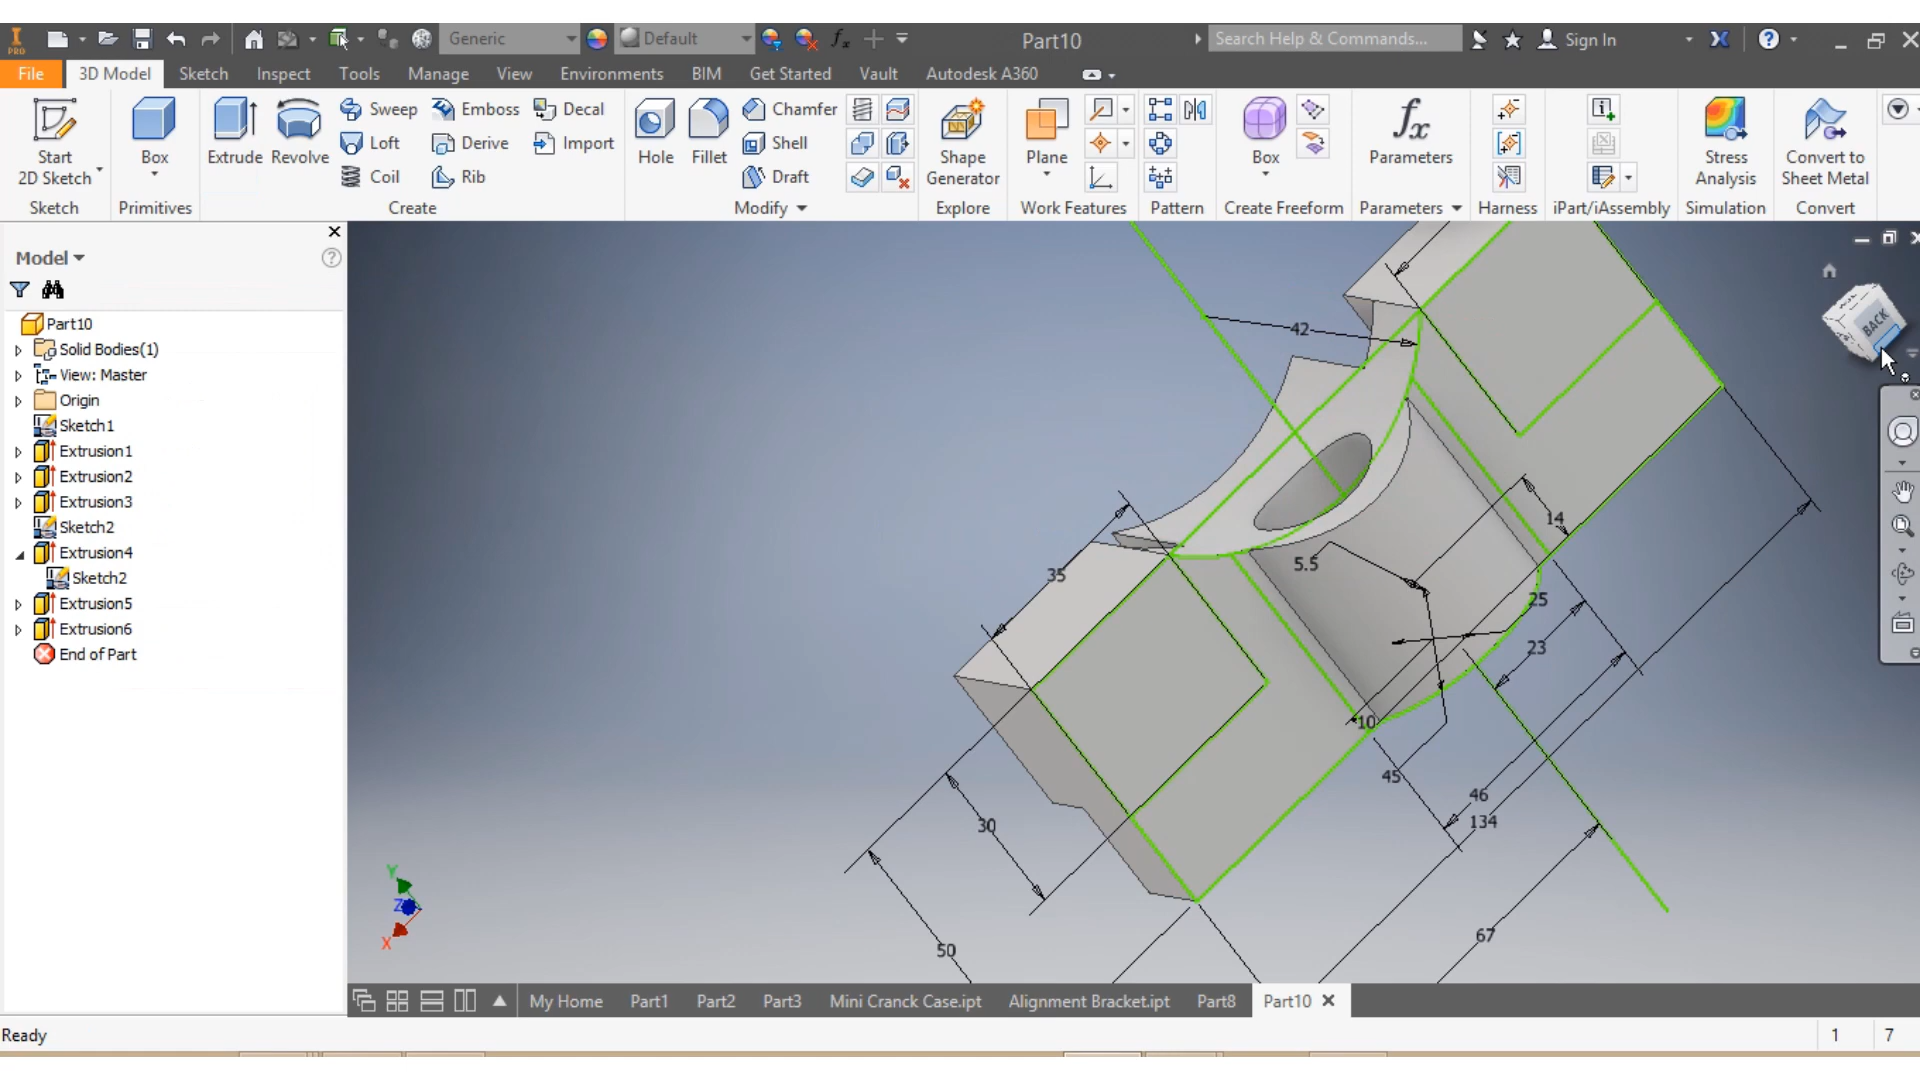 PRO
Generic
Default
Part10
Search Help & Commands...
Sign In
File
3D Model
Sketch
Inspect
Tools
Manage
View
Environments
BIM
Get Started
Vault
Autodesk A360
Start
2D Sketch
Box
Extrude
Revolve
Sweep
Loft
Coil
Emboss
Derive
Rib
Decal
Import
Hole
Fillet
Chamfer
Shell
Draft
Shape
Generator
Plane
Box
fx
Parameters
Stress
Analysis
Convert to
Sheet Metal
Sketch
Primitives
Create
Modify
Explore
Work Features
Pattern
Create Freeform
Parameters
Harness
iPart/iAssembly
Simulation
Convert
Model
Part10
Solid Bodies(1)
View: Master
Origin
Sketch1
Extrusion1
Extrusion2
Extrusion3
Sketch2
Extrusion4
Sketch2
Extrusion5
Extrusion6
End of Part
BACK
42
14
35
5.5
25
23
10
45
46
134
30
67
50
Y
Z
X
My Home
Part1
Part2
Part3
Mini Cranck Case.ipt
Alignment Bracket.ipt
Part8
Part10
Ready
1
7